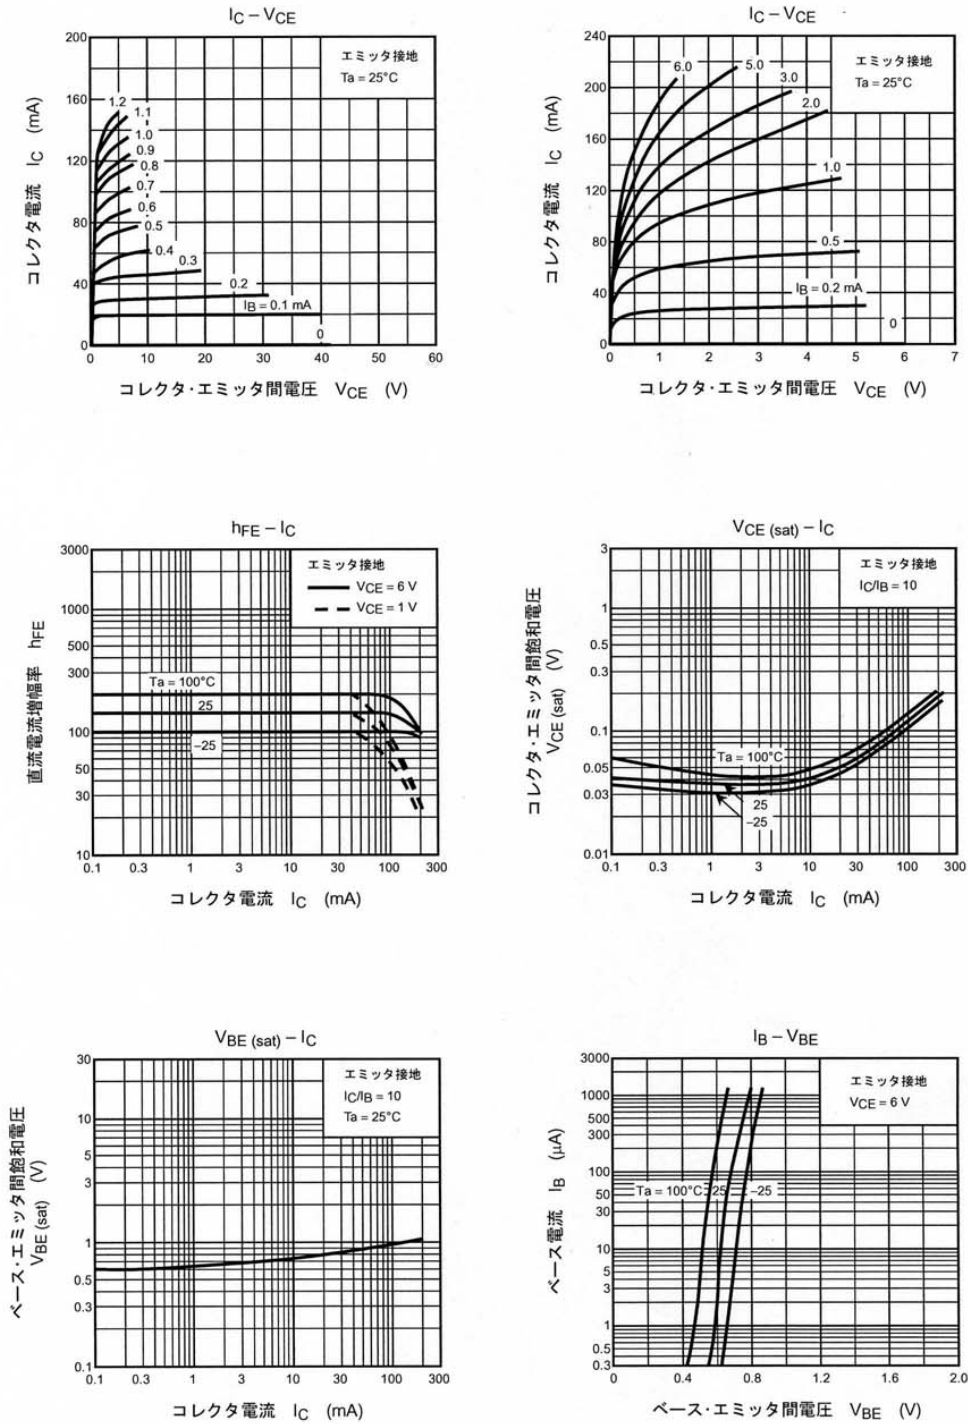 IC – VCE
エミッタ接地
Ta = 25°C
コレクタ電流 IC (mA)
200
160
120
80
40
0
1.2
1.1
1.0
0.9
0.8
0.7
0.6
0.5
0.4
0.3
0.2
IB = 0.1 mA
0
0 10 20 30 40 50 60
コレクタ・エミッタ間電圧 VCE (V)
IC – VCE
エミッタ接地
Ta = 25°C
コレクタ電流 IC (mA)
240
200
160
120
80
40
0
6.0
5.0
3.0
2.0
1.0
0.5
IB = 0.2 mA
0
0 1 2 3 4 5 6 7
コレクタ・エミッタ間電圧 VCE (V)
hFE – IC
エミッタ接地
VCE = 6 V
VCE = 1 V
直流電流増幅率 hFE
3000
1000
500
300
100
50
30
10
Ta = 100°C
25
–25
0.1 0.3 1 3 10 30 100 300
コレクタ電流 IC (mA)
VCE (sat) – IC
エミッタ接地
IC/IB = 10
コレクタ・エミッタ間飽和電圧
VCE (sat) (V)
3
1
0.5
0.3
0.1
0.05
0.03
0.01
Ta = 100°C
25
–25
0.1 0.3 1 3 10 30 100 300
コレクタ電流 IC (mA)
VBE (sat) – IC
エミッタ接地
IC/IB = 10
Ta = 25°C
ベース・エミッタ間飽和電圧
VBE (sat) (V)
30
10
5
3
1
0.5
0.3
0.1
0.1 0.3 1 3 10 30 100 300
コレクタ電流 IC (mA)
IB – VBE
エミッタ接地
VCE = 6 V
ベース電流 IB (μA)
3000
1000
500
300
100
50
30
10
5
3
1
0.5
0.3
Ta = 100°C
25
–25
0 0.4 0.8 1.2 1.6 2.0
ベース・エミッタ間電圧 VBE (V)